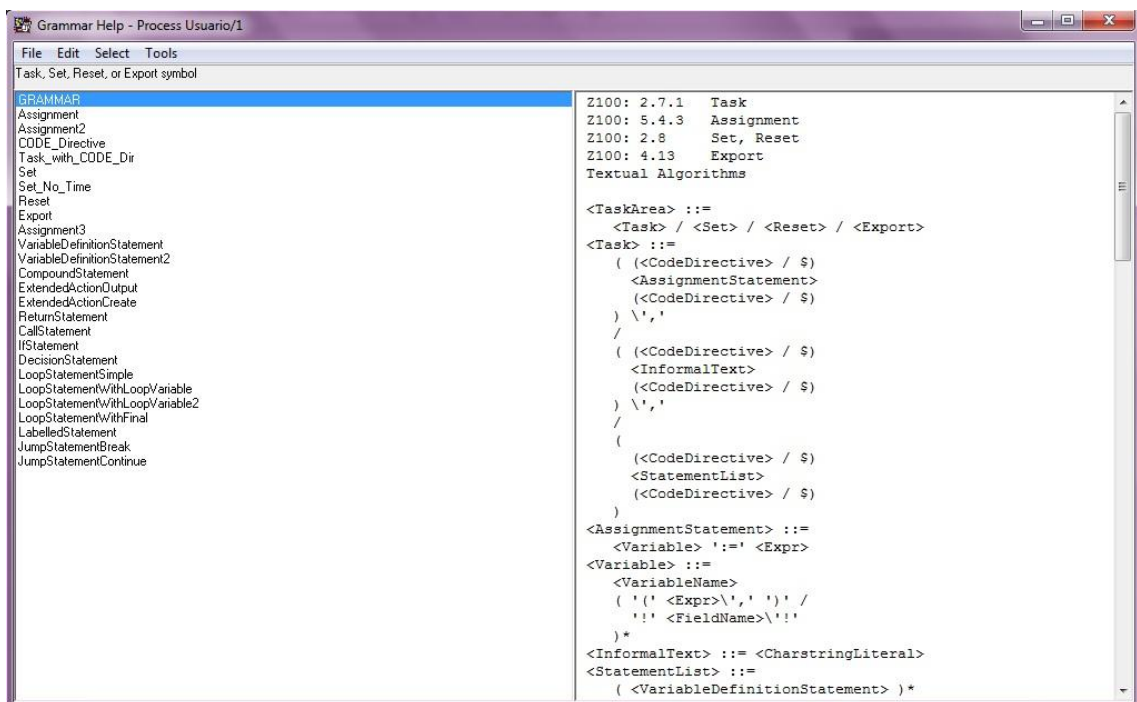 Grammar Help - Process Usuario/1
File Edit Select Tools
Task, Set, Reset, or Export symbol
GRAMMAR
Assignment
Assignment2
CODE_Directive
Task_with_CODE_Dir
Set
Set_No_Time
Reset
Export
Assignment3
VariableDefinitionStatement
VariableDefinitionStatement2
CompoundStatement
ExtendedActionOutput
ExtendedActionCreate
ReturnStatement
CallStatement
IfStatement
DecisionStatement
LoopStatementSimple
LoopStatementWithLoopVariable
LoopStatementWithLoopVariable2
LoopStatementWithFinal
LabelledStatement
JumpStatementBreak
JumpStatementContinue
Z100: 2.7.1 Task
Z100: 5.4.3 Assignment
Z100: 2.8 Set, Reset
Z100: 4.13 Export
Textual Algorithms
<TaskArea> ::=
<Task> / <Set> / <Reset> / <Export>
<Task> ::=
( (<CodeDirective> / $)
<AssignmentStatement>
(<CodeDirective> / $)
) \','
/
( (<CodeDirective> / $)
<InformalText>
(<CodeDirective> / $)
) \','
/
(
(<CodeDirective> / $)
<StatementList>
(<CodeDirective> / $)
)
<AssignmentStatement> ::=
<Variable> ':=' <Expr>
<Variable> ::=
<VariableName>
( '(' <Expr>\',' ')' /
'!' <FieldName>\'!'
)*
<InformalText> ::= <CharstringLiteral>
<StatementList> ::=
( <VariableDefinitionStatement> )*